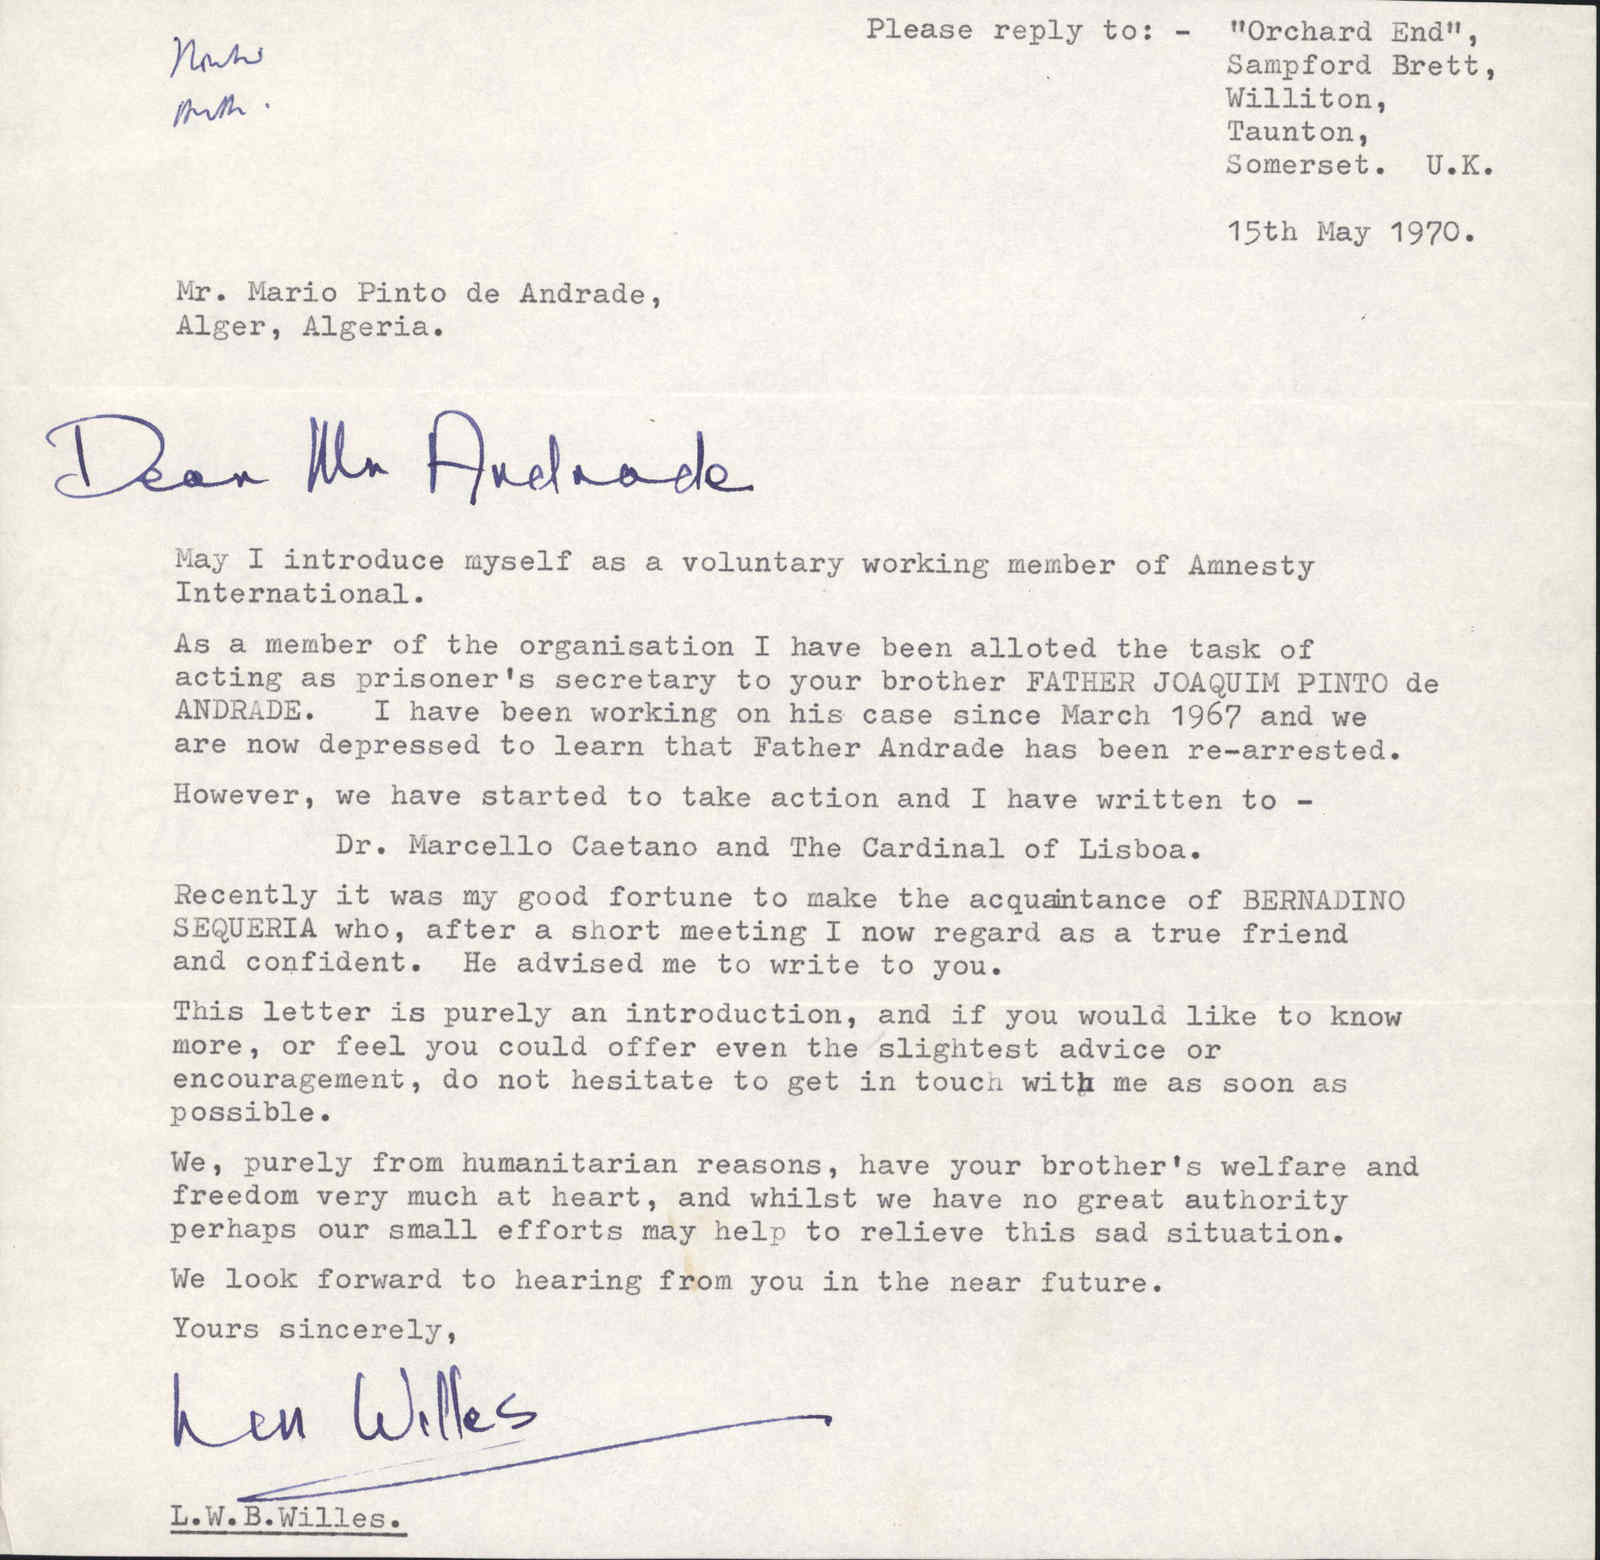 Please reply to: - "Orchard End",
Sampford Brett,
Williton,
Taunton,
Somerset. U.K.
15th May 1970.
Mr. Mario Pinto de Andrade,
Alger, Algeria.
Dear Mr Andrade
May I introduce myself as a voluntary working member of Amnesty
International.
As a member of the organisation I have been alloted the task of
acting as prisoner's secretary to your brother FATHER JOAQUIM PINTO de
ANDRADE. I have been working on his case since March 1967 and we
are now depressed to learn that Father Andrade has been re-arrested.
However, we have started to take action and I have written to -
Dr. Marcello Caetano and The Cardinal of Lisboa.
Recently it was my good fortune to make the acquaintance of BERNADINO
SEQUERIA who, after a short meeting I now regard as a true friend
and confident. He advised me to write to you.
This letter is purely an introduction, and if you would like to know
more, or feel you could offer even the slightest advice or
encouragement, do not hesitate to get in touch with me as soon as
possible.
We, purely from humanitarian reasons, have your brother's welfare and
freedom very much at heart, and whilst we have no great authority
perhaps our small efforts may help to relieve this sad situation.
We look forward to hearing from you in the near future.
Yours sincerely,
Len Willes
L.W.B.Willes.